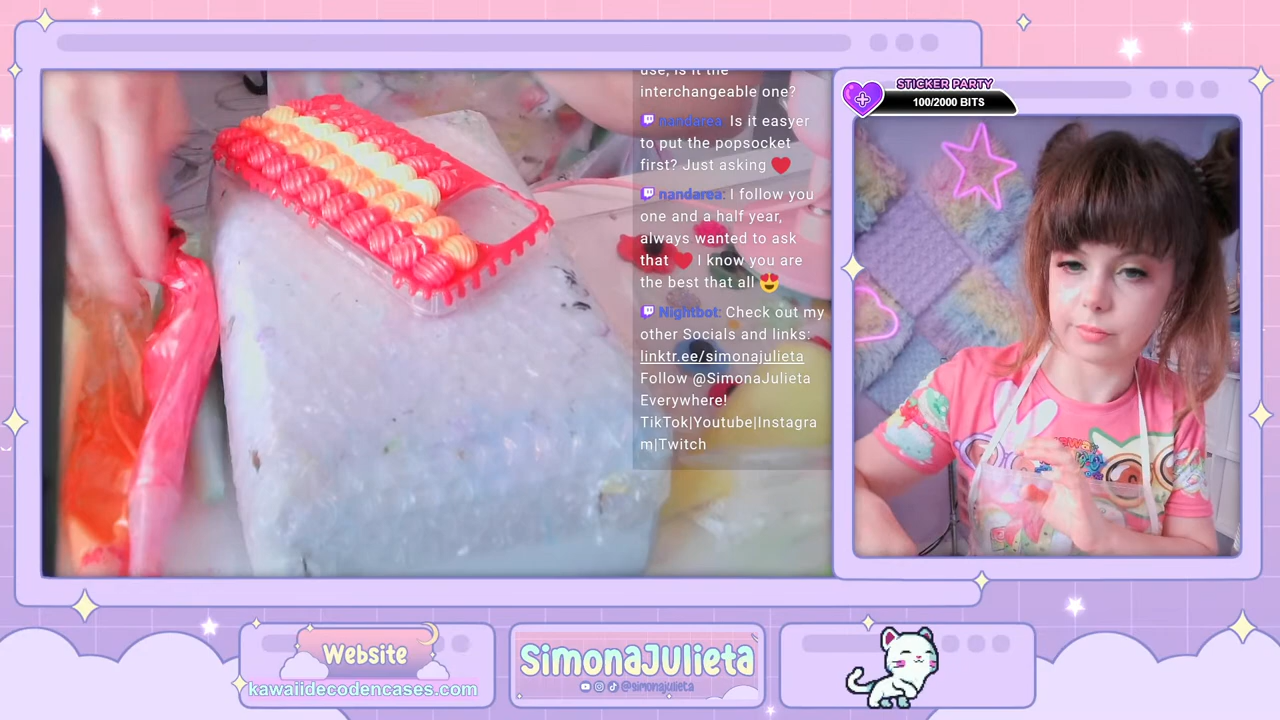 use, is it the
interchangeable one?
nandarea: Is it easyer
to put the popsocket
first? Just asking ❤️
nandarea: I follow you
one and a half year,
always wanted to ask
that ❤️ I know you are
the best that all 😍
Nightbot: Check out my
other Socials and links:
linktr.ee/simonajulieta
Follow @SimonaJulieta
Everywhere!
TikTok|Youtube|Instagra
m|Twitch
STICKER PARTY
100/2000 BITS
Website
kawaiidecodencases.com
SimonaJulieta
@simonajulieta